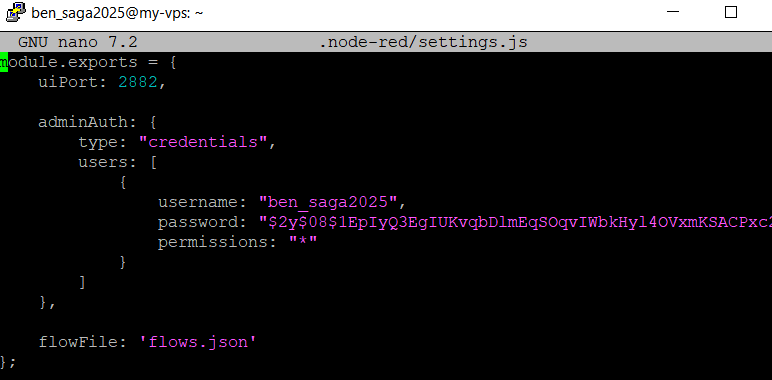 ben_saga2025@my-vps: ~
GNU nano 7.2 .node-red/settings.js
module.exports = {
uiPort: 2882,
adminAuth: {
type: "credentials",
users: [
{
username: "ben_saga2025",
password: "$2y$08$1EpIyQ3EgIUKvqbDlmEqSOqvIWbkHyl4OVxmKSACPxc2
permissions: "*"
}
]
},
flowFile: 'flows.json'
};